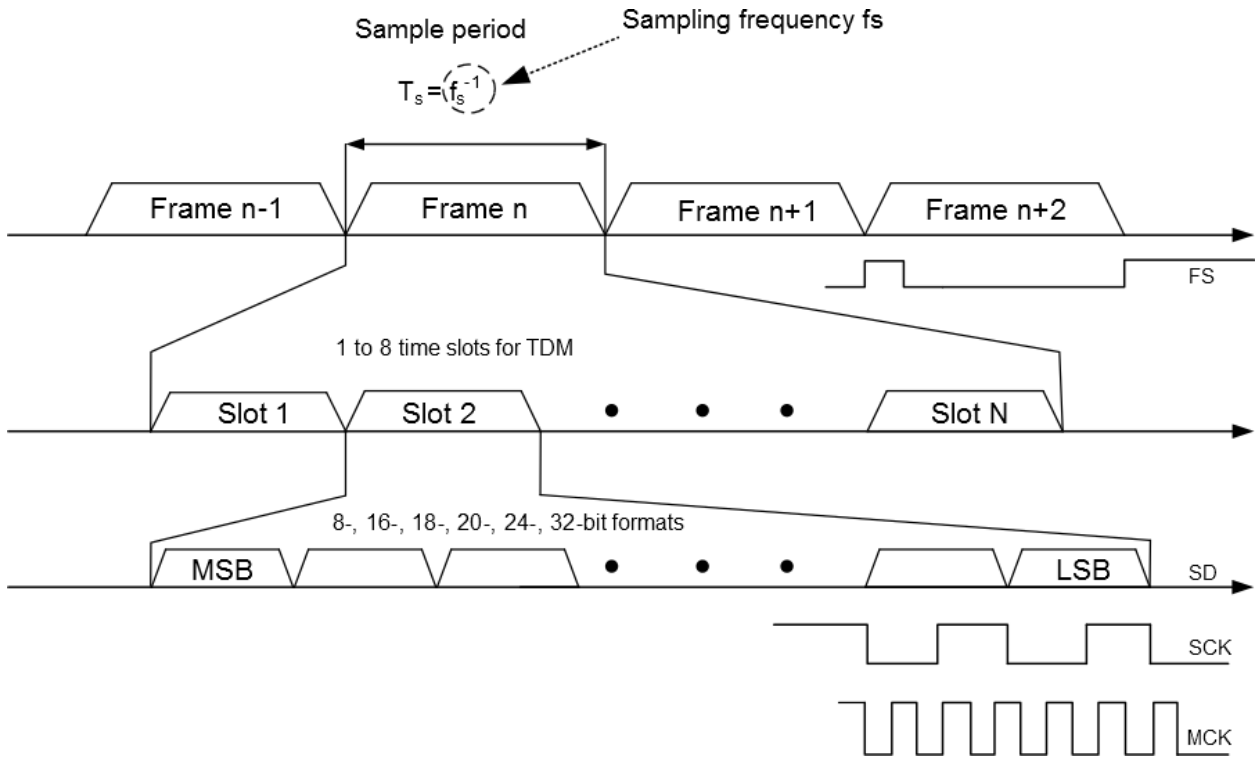 Sampling frequency fs
Sample period
Tₛ = fₛ⁻¹
Frame n-1
Frame n
Frame n+1
Frame n+2
FS
1 to 8 time slots for TDM
Slot 1
Slot 2
Slot N
8-, 16-, 18-, 20-, 24-, 32-bit formats
MSB
LSB
SD
SCK
MCK